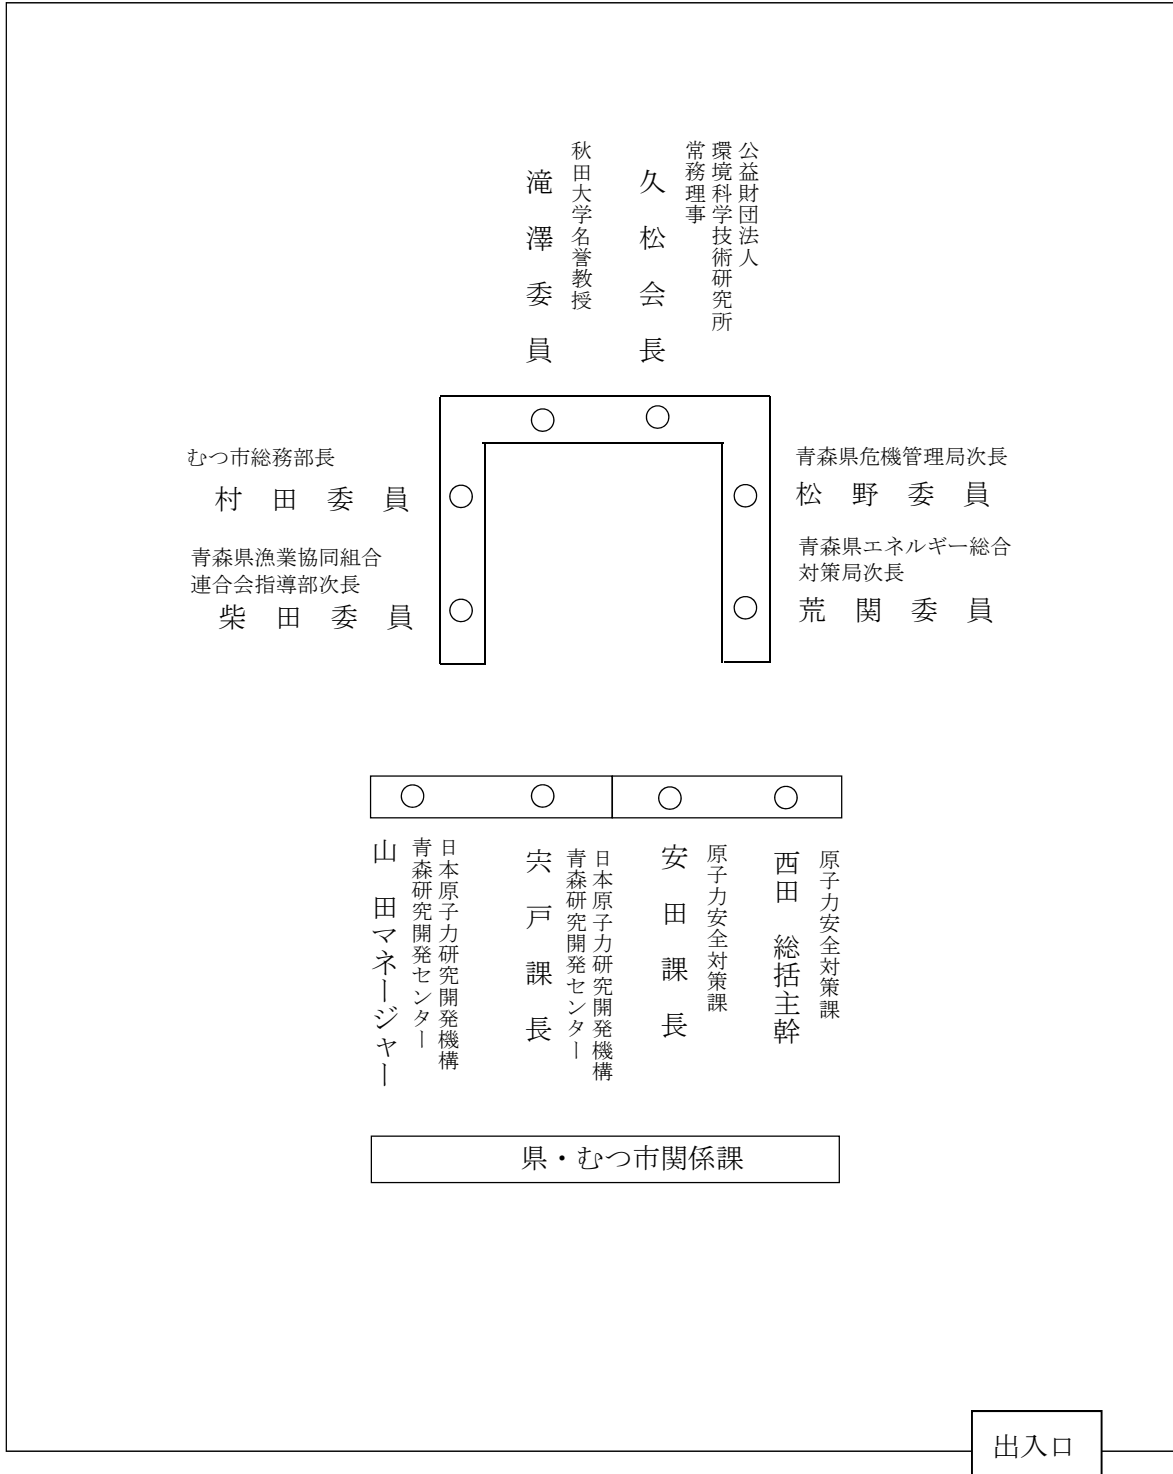 公益財団法人
環境科学技術研究所
常務理事
久松会長
秋田大学名誉教授
滝澤委員
むつ市総務部長
村田委員
青森県漁業協同組合
連合会指導部次長
柴田委員
青森県危機管理局次長
松野委員
青森県エネルギー総合
対策局次長
荒関委員
原子力安全対策課
西田 総括主幹
原子力安全対策課
安田課長
日本原子力研究開発機構
青森研究開発センター
宍戸課長
日本原子力研究開発機構
青森研究開発センター
山田マネージャー
県・むつ市関係課
出入口